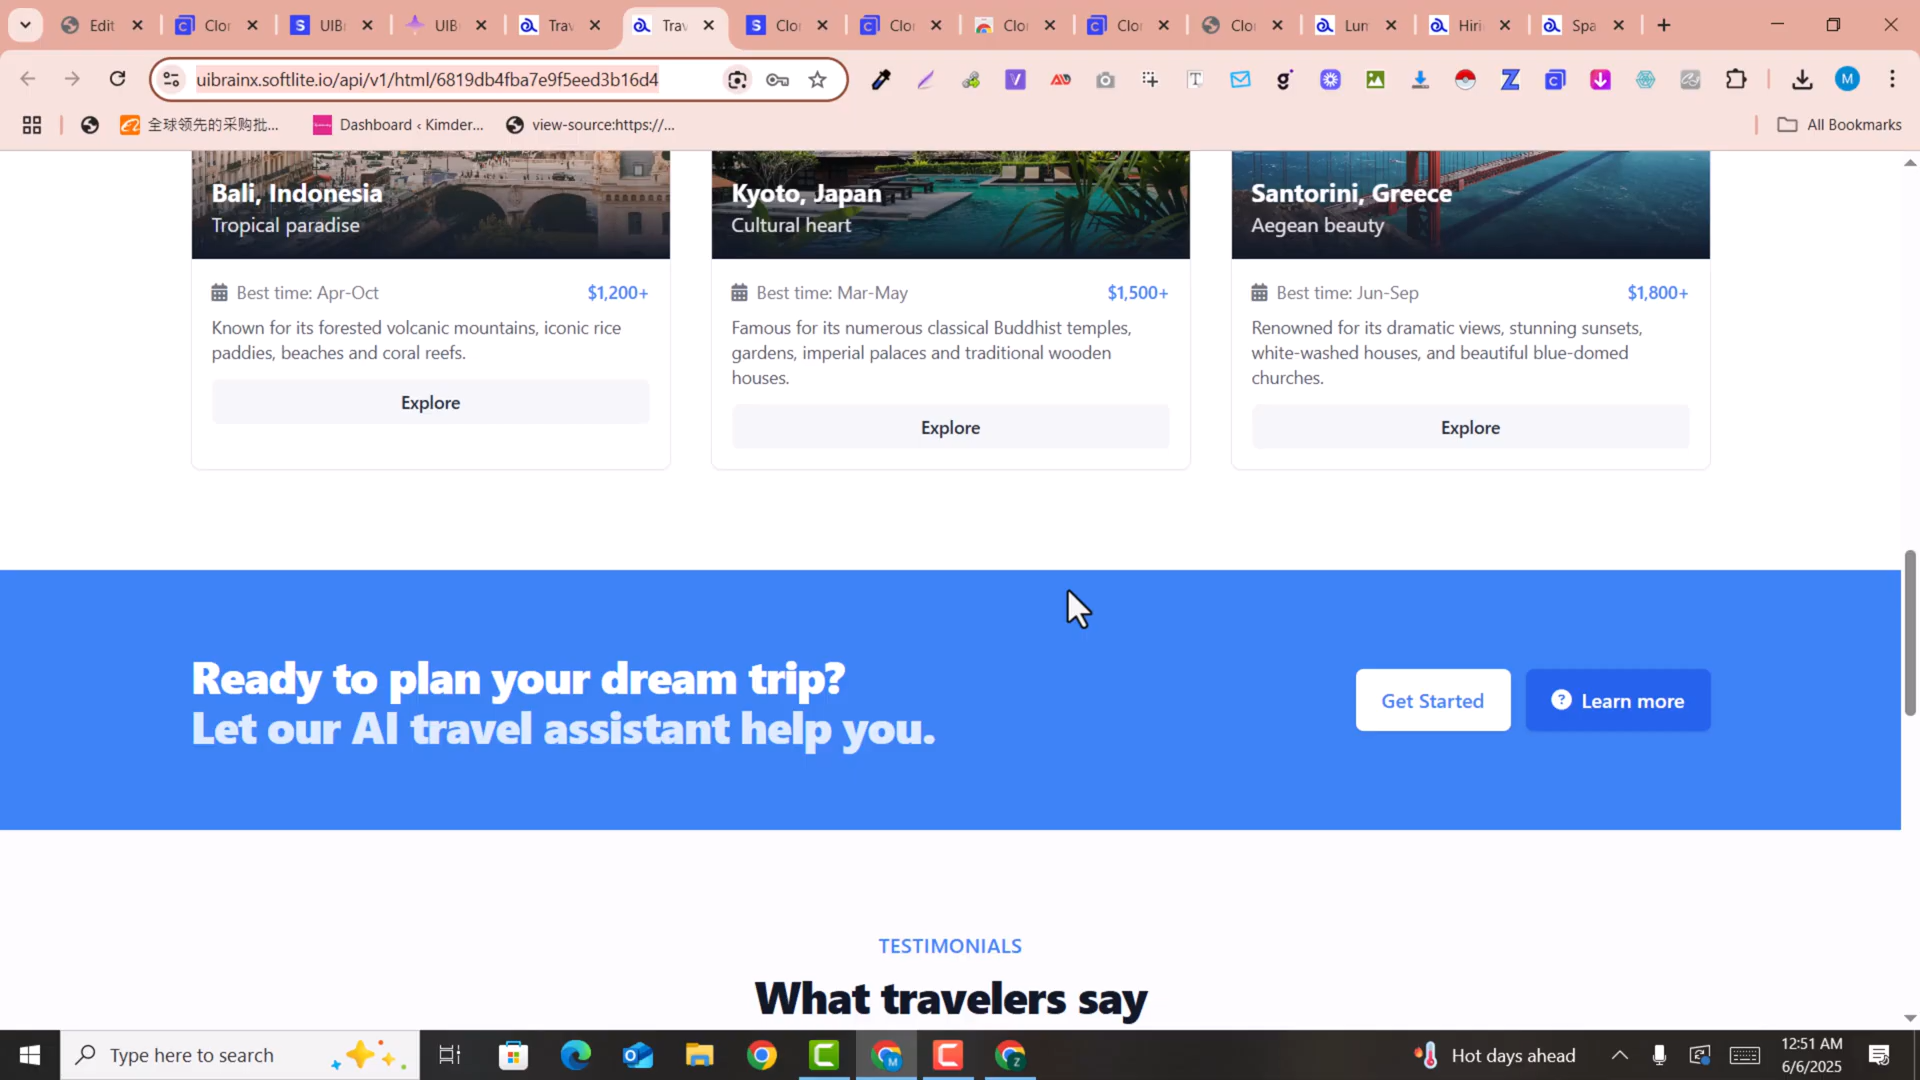 Edit
Clo
UIB
UIB
Trav
Trav
Clo
Clo
Clo
Clo
Clo
Lun
Hiri
Spa
uibrainx.softlite.io/api/v1/html/6819db4fba7e9f5eed3b16d4
全球领先的采购批...
Dashboard ‹ Kimder...
view-source:https://...
All Bookmarks
Bali, Indonesia
Tropical paradise
Kyoto, Japan
Cultural heart
Santorini, Greece
Aegean beauty
Best time: Apr-Oct
$1,200+
Best time: Mar-May
$1,500+
Best time: Jun-Sep
$1,800+
Known for its forested volcanic mountains, iconic rice
paddies, beaches and coral reefs.
Famous for its numerous classical Buddhist temples,
gardens, imperial palaces and traditional wooden
houses.
Renowned for its dramatic views, stunning sunsets,
white-washed houses, and beautiful blue-domed
churches.
Explore
Explore
Explore
Ready to plan your dream trip?
Let our AI travel assistant help you.
Get Started
Learn more
TESTIMONIALS
What travelers say
Type here to search
Hot days ahead
12:51 AM
6/6/2025